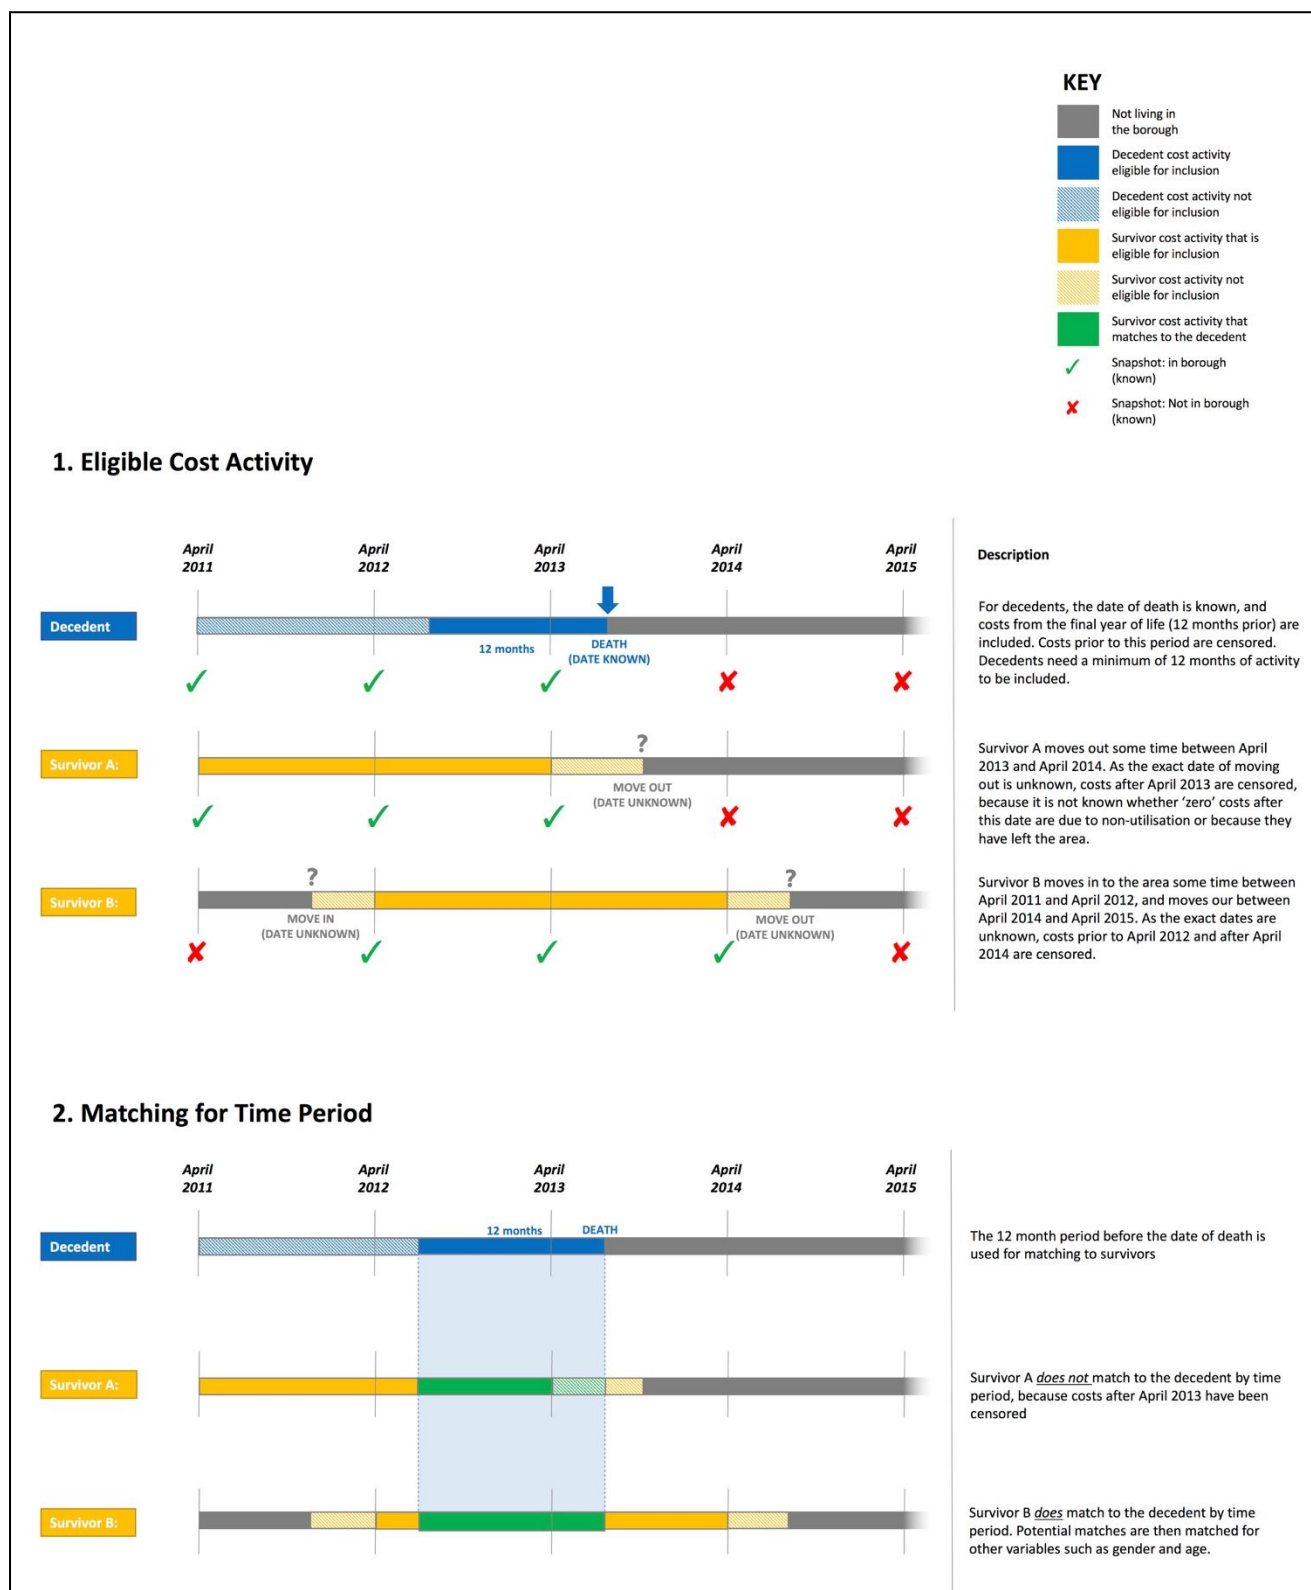 KEY
Not living in
the borough
Decedent cost activity
eligible for inclusion
Decedent cost activity not
eligible for inclusion
Survivor cost activity that is
eligible for inclusion
Survivor cost activity not
eligible for inclusion
Survivor cost activity that
matches to the decedent
Snapshot: in borough
(known)
Snapshot: Not in borough
(known)
1. Eligible Cost Activity
April
2011
April
2012
April
2013
April
2014
April
2015
Description
Decedent
12 months
DEATH
(DATE KNOWN)
For decedents, the date of death is known, and
costs from the final year of life (12 months prior) are
included. Costs prior to this period are censored.
Decedents need a minimum of 12 months of activity
to be included.
Survivor A:
?
MOVE OUT
(DATE UNKNOWN)
Survivor A moves out some time between April
2013 and April 2014. As the exact date of moving
out is unknown, costs after April 2013 are censored,
because it is not known whether ‘zero’ costs after
this date are due to non-utilisation or because they
have left the area.
Survivor B:
?
MOVE IN
(DATE UNKNOWN)
?
MOVE OUT
(DATE UNKNOWN)
Survivor B moves in to the area some time between
April 2011 and April 2012, and moves our between
April 2014 and April 2015. As the exact dates are
unknown, costs prior to April 2012 and after April
2014 are censored.
2. Matching for Time Period
April
2011
April
2012
April
2013
April
2014
April
2015
Decedent
12 months
DEATH
The 12 month period before the date of death is
used for matching to survivors
Survivor A:
Survivor A does not match to the decedent by time
period, because costs after April 2013 have been
censored
Survivor B:
Survivor B does match to the decedent by time
period. Potential matches are then matched for
other variables such as gender and age.